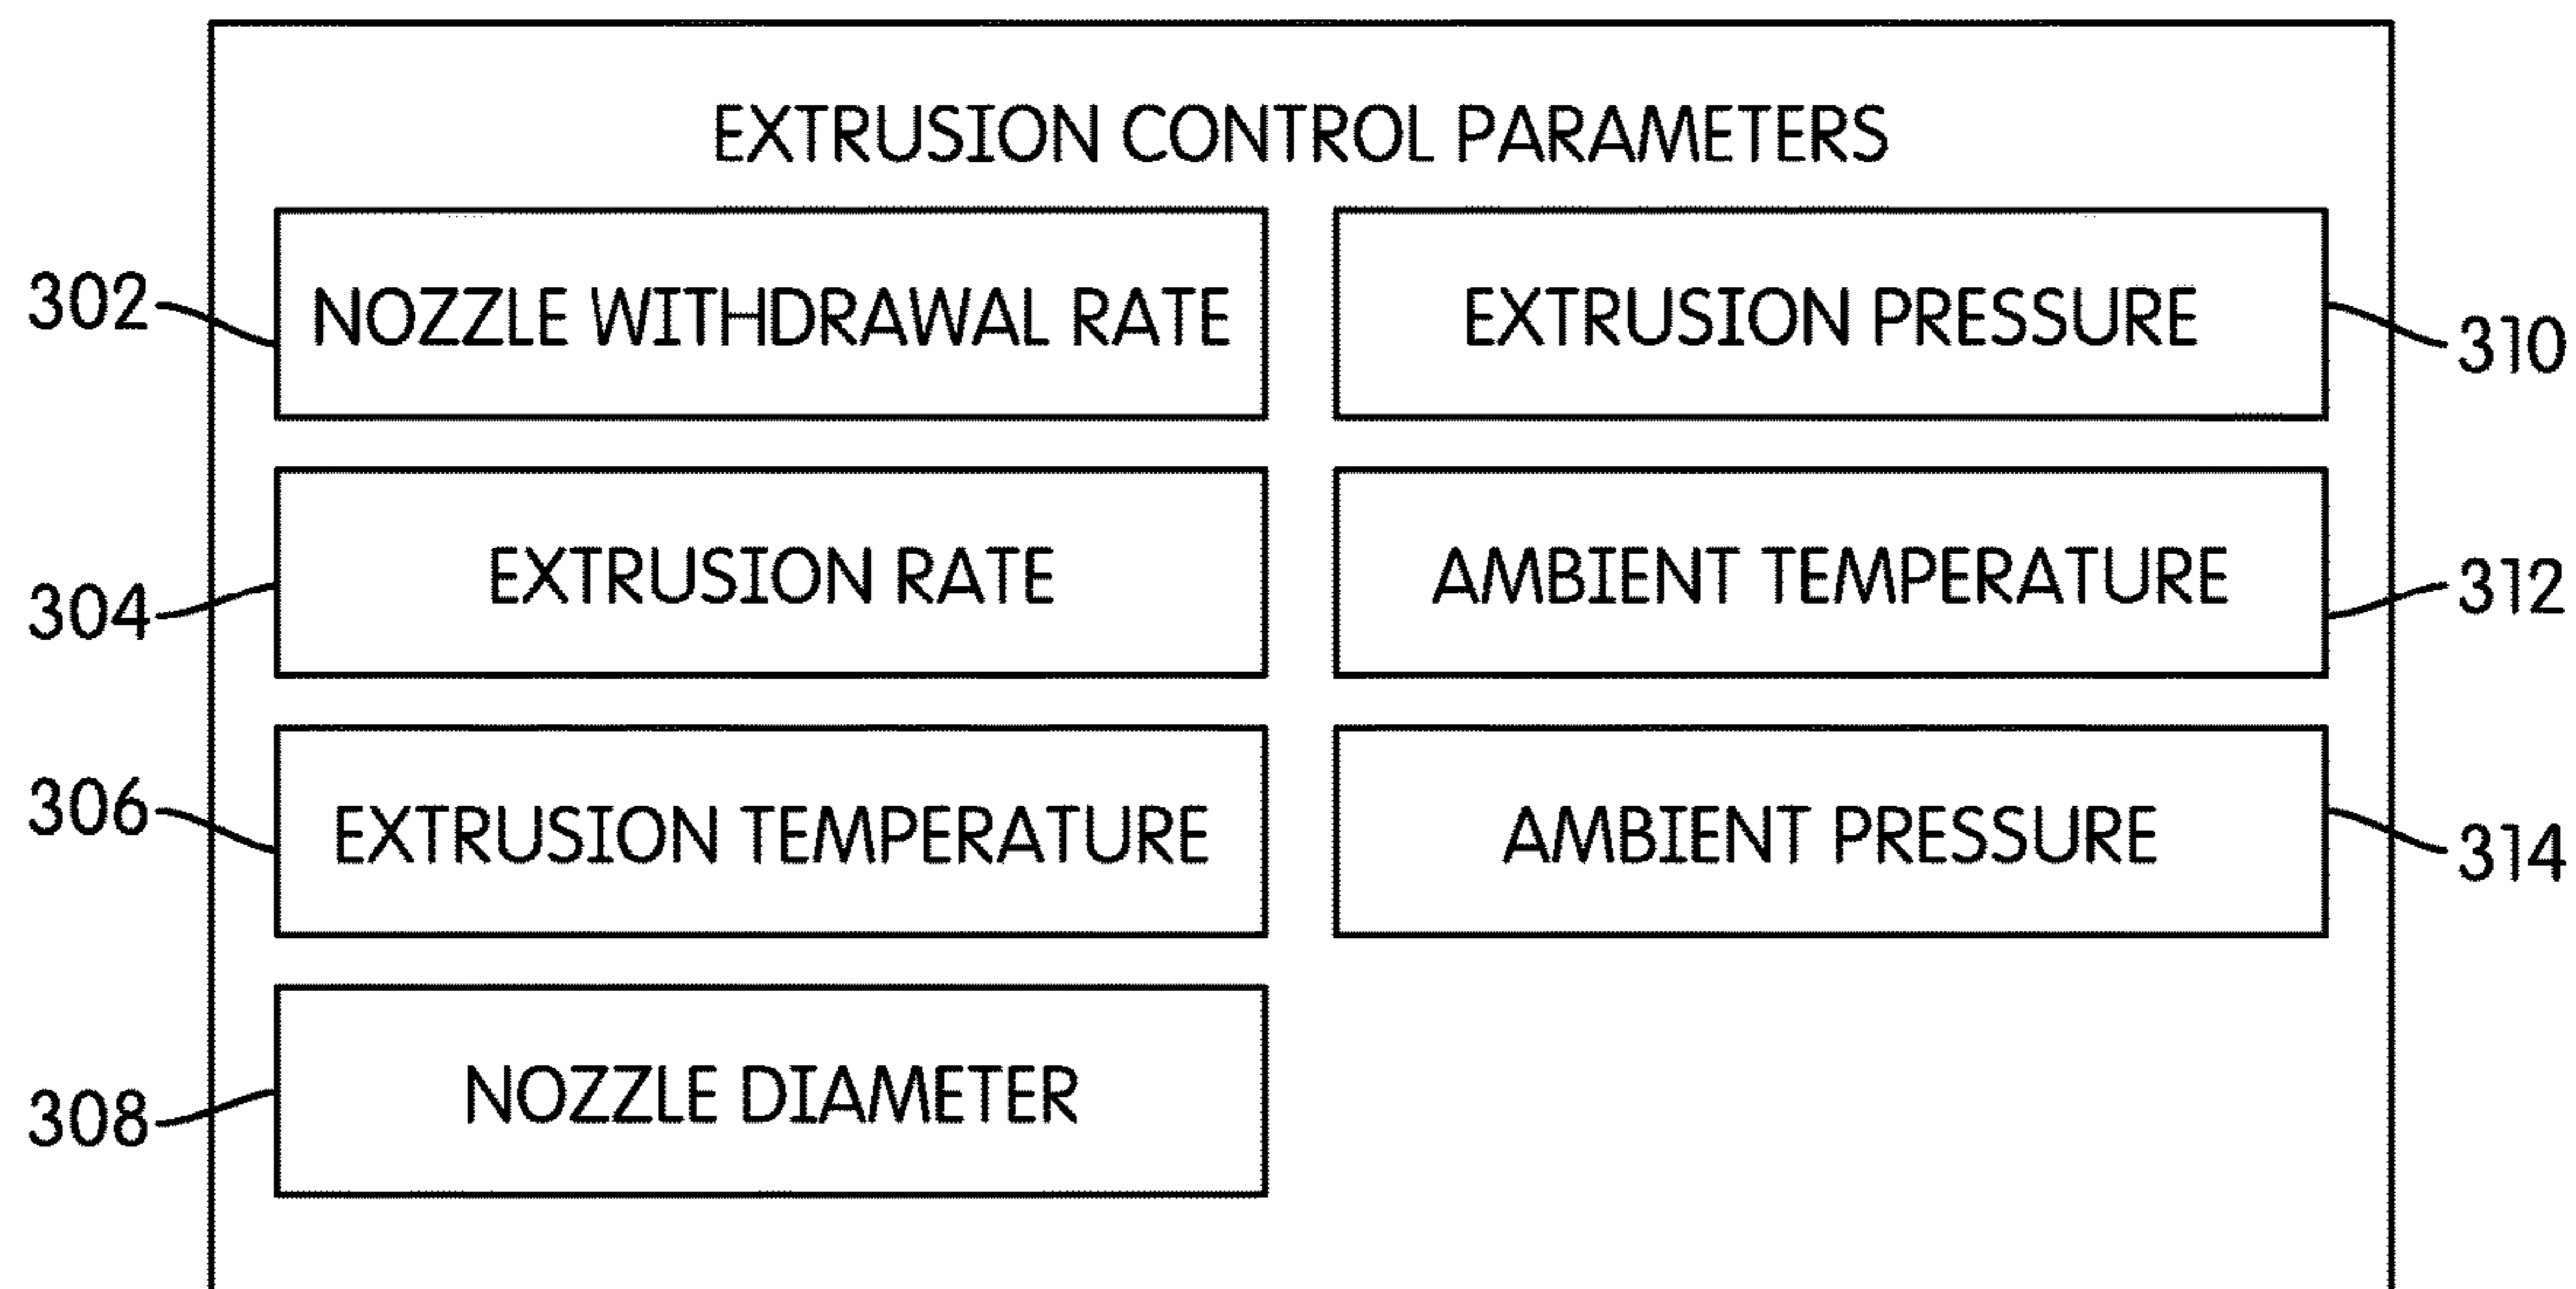 EXTRUSION CONTROL PARAMETERS
302 NOZZLE WITHDRAWAL RATE EXTRUSION PRESSURE 310
304 EXTRUSION RATE AMBIENT TEMPERATURE 312
306 EXTRUSION TEMPERATURE AMBIENT PRESSURE 314
308 NOZZLE DIAMETER